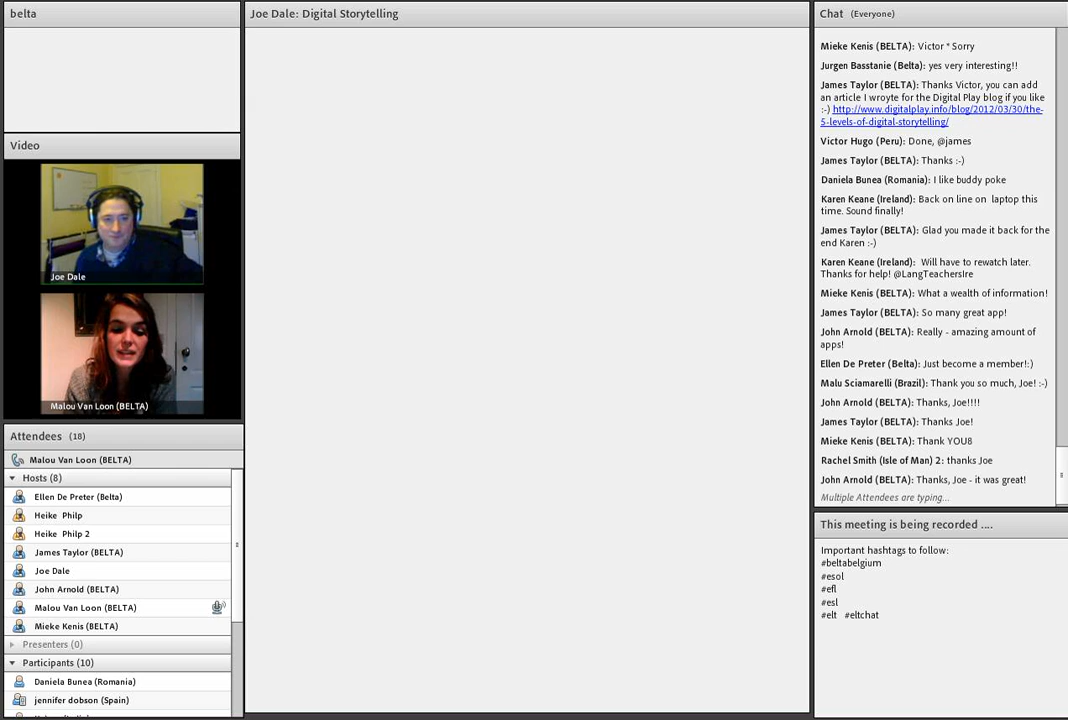 belta
Video
Joe Dale
Malou Van Loon (BELTA)
Attendees (18)
Malou Van Loon (BELTA)
Hosts (8)
Ellen De Preter (Belta)
Heike Philp
Heike Philp 2
James Taylor (BELTA)
Joe Dale
John Arnold (BELTA)
Malou Van Loon (BELTA)
Mieke Kenis (BELTA)
Presenters (0)
Participants (10)
Daniela Bunea (Romania)
jennifer dobson (Spain)
Joe Dale: Digital Storytelling
Chat (Everyone)
Mieke Kenis (BELTA): Victor * Sorry
Jurgen Basstanie (Belta): yes very interesting!!
James Taylor (BELTA): Thanks Victor, you can add
an article I wroyte for the Digital Play blog if you like
:-) http://www.digitalplay.info/blog/2012/03/30/the-
5-levels-of-digital-storytelling/
Victor Hugo (Peru): Done, @james
James Taylor (BELTA): Thanks :-)
Daniela Bunea (Romania): I like buddy poke
Karen Keane (Ireland): Back on line on laptop this
time. Sound finally!
James Taylor (BELTA): Glad you made it back for the
end Karen :-)
Karen Keane (Ireland): Will have to rewatch later.
Thanks for help! @LangTeachersIre
Mieke Kenis (BELTA): What a wealth of information!
James Taylor (BELTA): So many great app!
John Arnold (BELTA): Really - amazing amount of
apps!
Ellen De Preter (Belta): Just become a member!:)
Malu Sciamarelli (Brazil): Thank you so much, Joe! :-)
John Arnold (BELTA): Thanks, Joe!!!!
James Taylor (BELTA): Thanks Joe!
Mieke Kenis (BELTA): Thank YOU8
Rachel Smith (Isle of Man) 2: thanks Joe
John Arnold (BELTA): Thanks, Joe - it was great!
Multiple Attendees are typing...
This meeting is being recorded ....
Important hashtags to follow:
#beltabelgium
#esol
#efl
#esl
#elt #eltchat